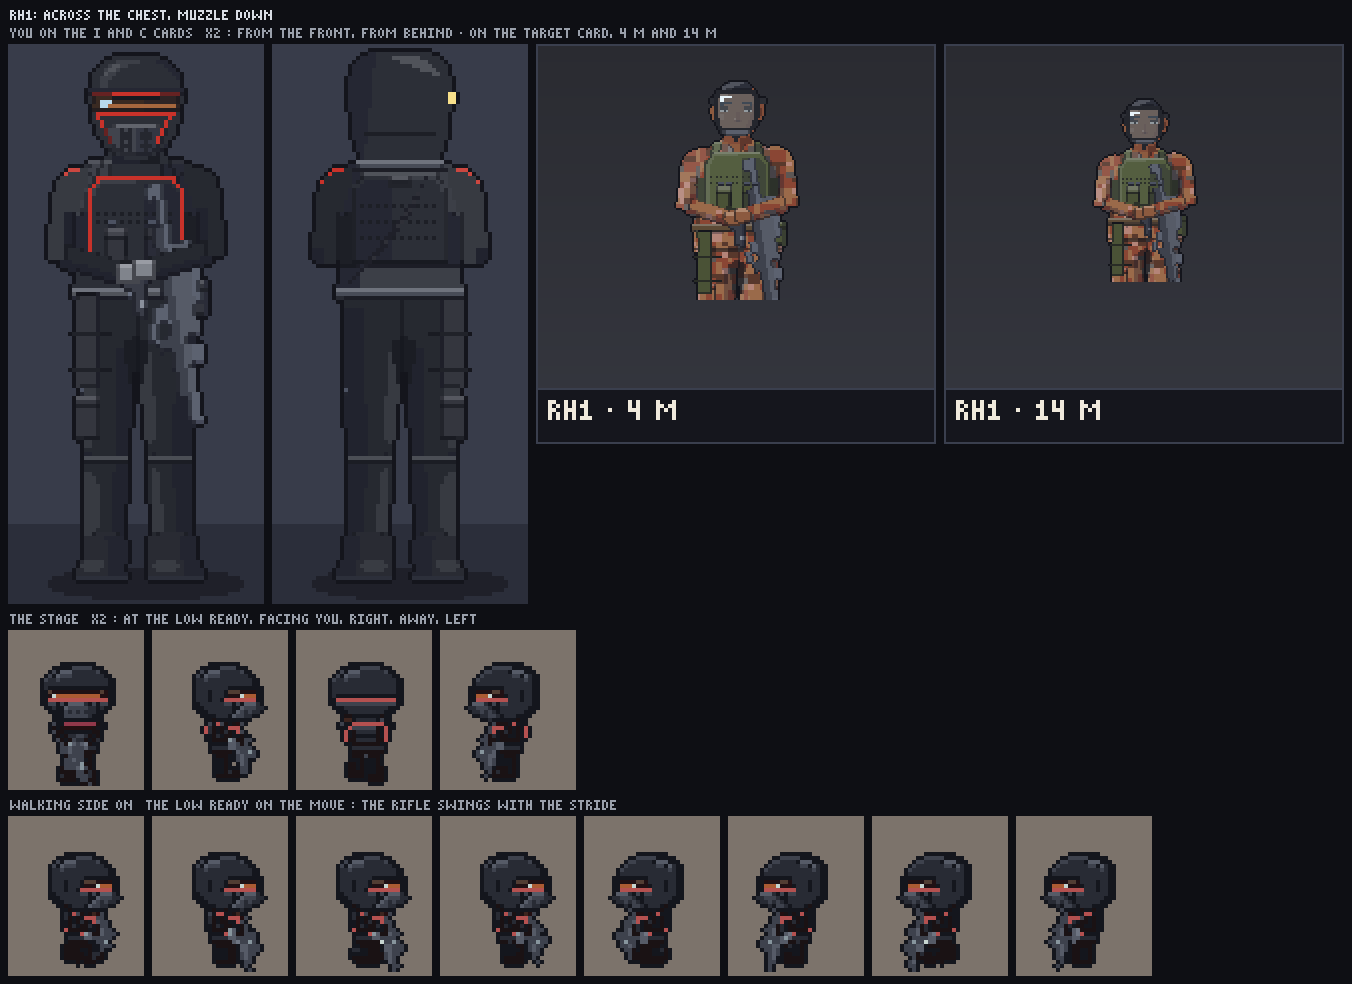 RH1: ACROSS THE CHEST, MUZZLE DOWN
YOU ON THE I AND C CARDS X2 : FROM THE FRONT, FROM BEHIND · ON THE TARGET CARD, 4 M AND 14 M
RH1 · 4 M
RH1 · 14 M
THE STAGE X2 : AT THE LOW READY, FACING YOU, RIGHT, AWAY, LEFT
WALKING SIDE ON THE LOW READY ON THE MOVE : THE RIFLE SWINGS WITH THE STRIDE